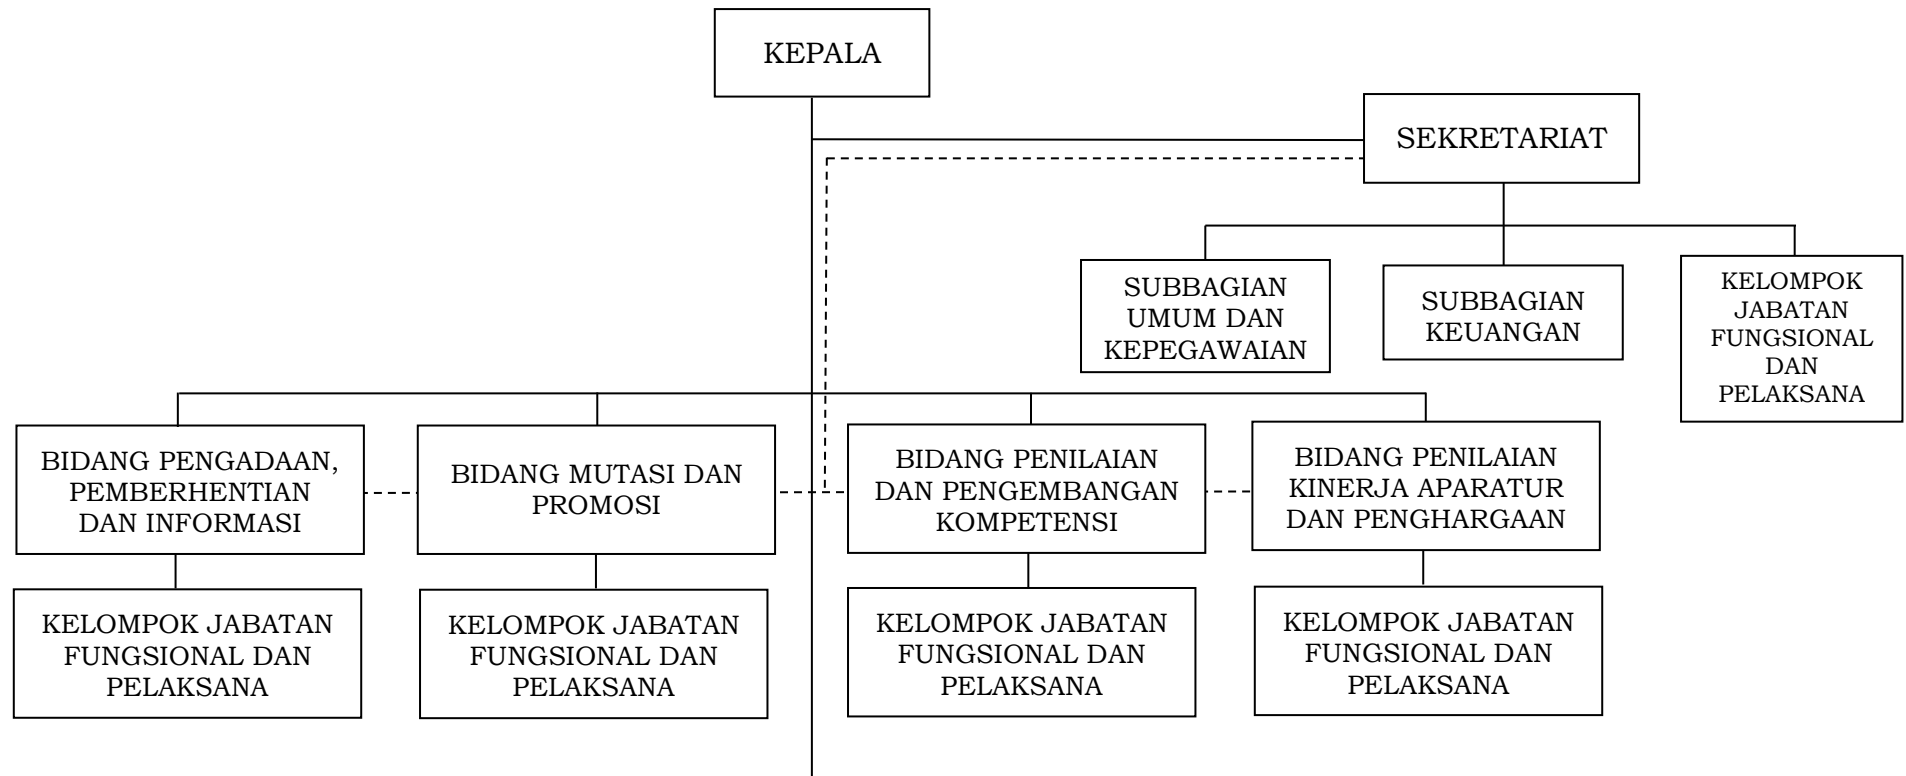 KEPALA
SEKRETARIAT
SUBBAGIAN
UMUM DAN
KEPEGAWAIAN
SUBBAGIAN
KEUANGAN
KELOMPOK
JABATAN
FUNGSIONAL
DAN
PELAKSANA
BIDANG PENGADAAN,
PEMBERHENTIAN
DAN INFORMASI
BIDANG MUTASI DAN
PROMOSI
BIDANG PENILAIAN
DAN PENGEMBANGAN
KOMPETENSI
BIDANG PENILAIAN
KINERJA APARATUR
DAN PENGHARGAAN
KELOMPOK JABATAN
FUNGSIONAL DAN
PELAKSANA
KELOMPOK JABATAN
FUNGSIONAL DAN
PELAKSANA
KELOMPOK JABATAN
FUNGSIONAL DAN
PELAKSANA
KELOMPOK JABATAN
FUNGSIONAL DAN
PELAKSANA